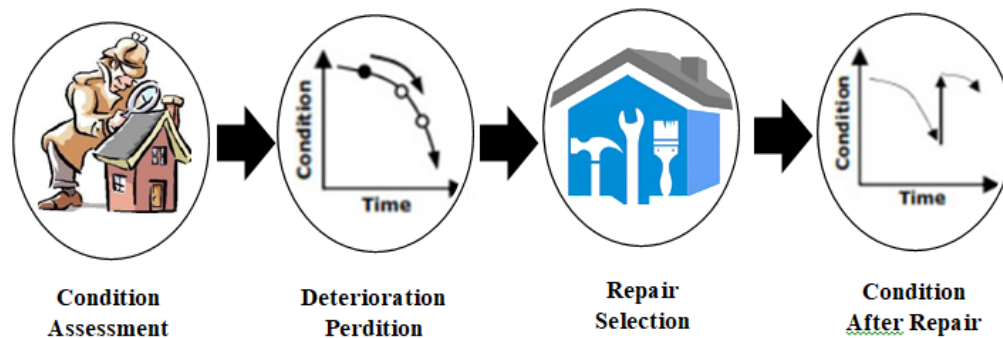 Condition
Time
Condition
Time
Condition
Assessment
Deterioration
Perdition
Repair
Selection
Condition
After Repair